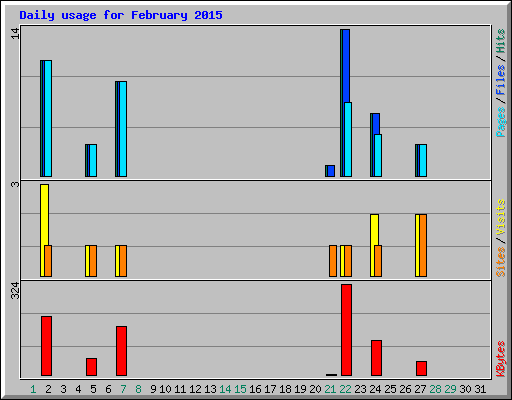 Daily usage for February 2015
14
3
324
Pages/Files/Hits
Sites/Visits
KBytes
1 2 3 4 5 6 7 8 9 10 11 12 13 14 15 16 17 18 19 20 21 22 23 24 25 26 27 28 29 30 31